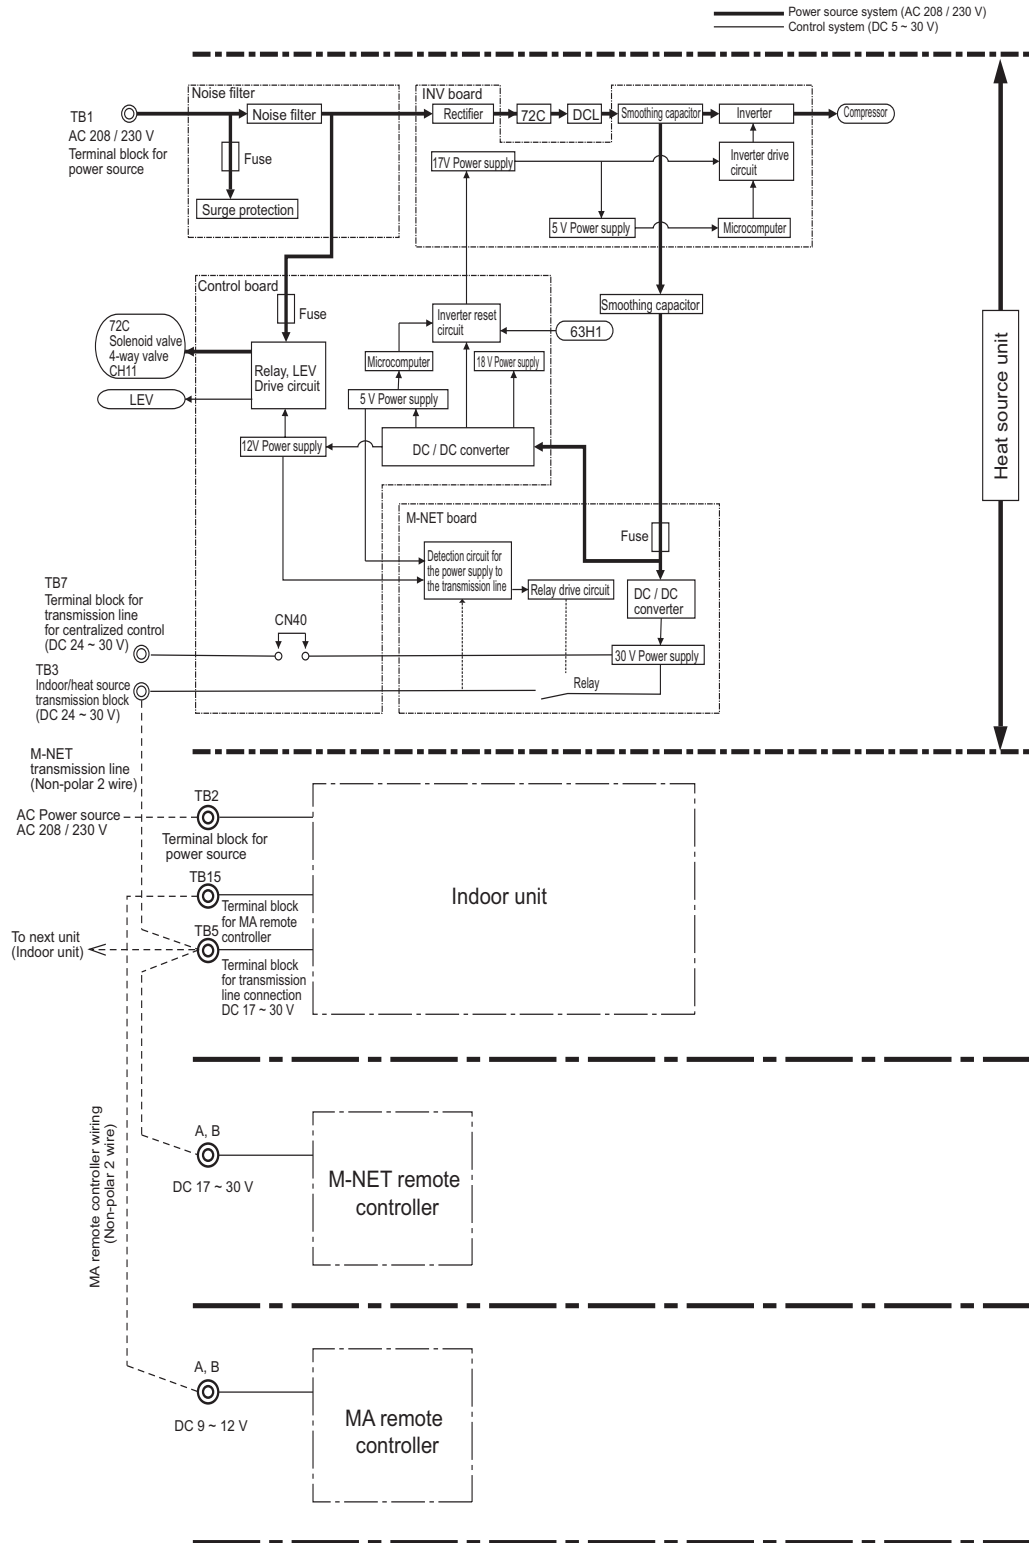 Power source system (AC 208 / 230 V)
Control system (DC 5 ~ 30 V)
Noise filter
INV board
TB1
AC 208 / 230 V
Terminal block for
power source
Noise filter
Rectifier
72C
DCL
Smoothing capacitor
Inverter
Compressor
Fuse
17V Power supply
Inverter drive
circuit
Surge protection
5 V Power supply
Microcomputer
Control board
Fuse
Smoothing capacitor
Inverter reset
circuit
63H1
72C
Solenoid valve
4-way valve
CH11
Relay, LEV
Drive circuit
Microcomputer
18 V Power supply
LEV
5 V Power supply
12V Power supply
DC / DC converter
Heat source unit
M-NET board
Fuse
Detection circuit for
the power supply to
the transmission line
Relay drive circuit
DC / DC
converter
TB7
Terminal block for
transmission line
for centralized control
(DC 24 ~ 30 V)
CN40
30 V Power supply
TB3
Indoor/heat source
transmission block
(DC 24 ~ 30 V)
Relay
M-NET
transmission line
(Non-polar 2 wire)
AC Power source
AC 208 / 230 V
TB2
Terminal block for
power source
TB15
Terminal block
for MA remote
controller
Indoor unit
To next unit
(Indoor unit)
TB5
Terminal block
for transmission
line connection
DC 17 ~ 30 V
MA remote controller wiring
(Non-polar 2 wire)
A, B
DC 17 ~ 30 V
M-NET remote
controller
A, B
DC 9 ~ 12 V
MA remote
controller